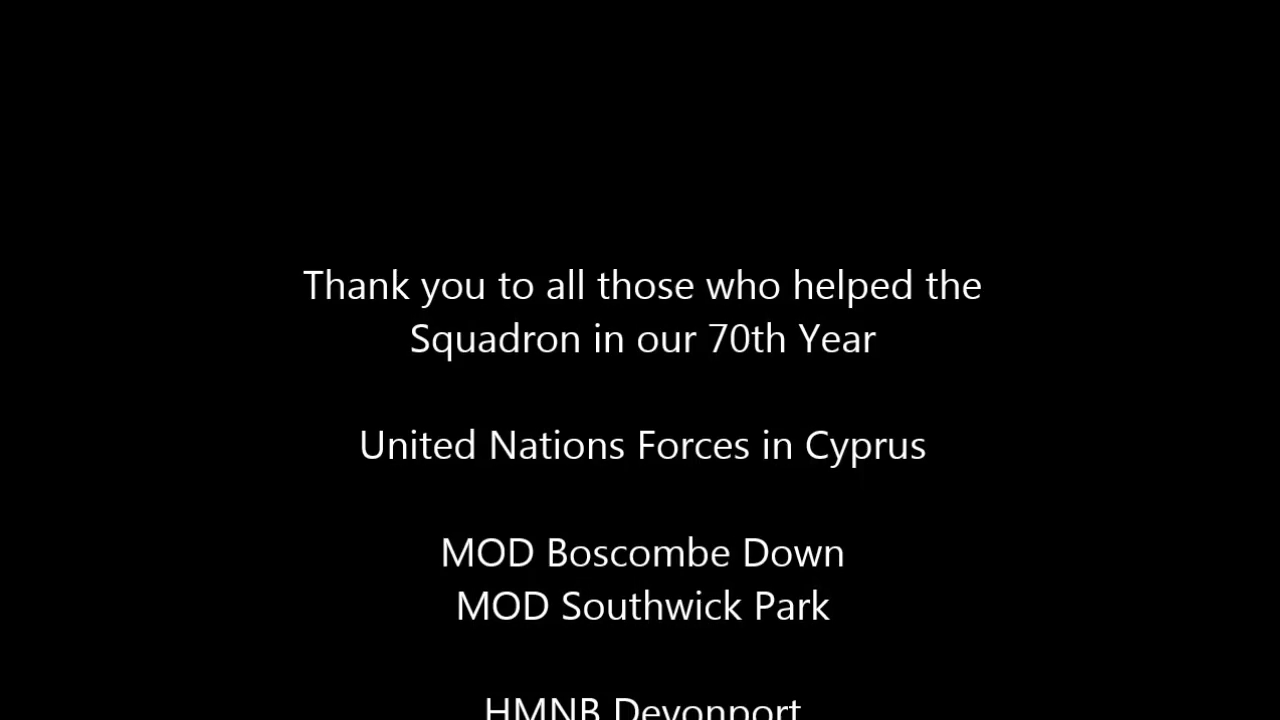 Thank you to all those who helped the
Squadron in our 70th Year
United Nations Forces in Cyprus
MOD Boscombe Down
MOD Southwick Park
HMNB Devonport